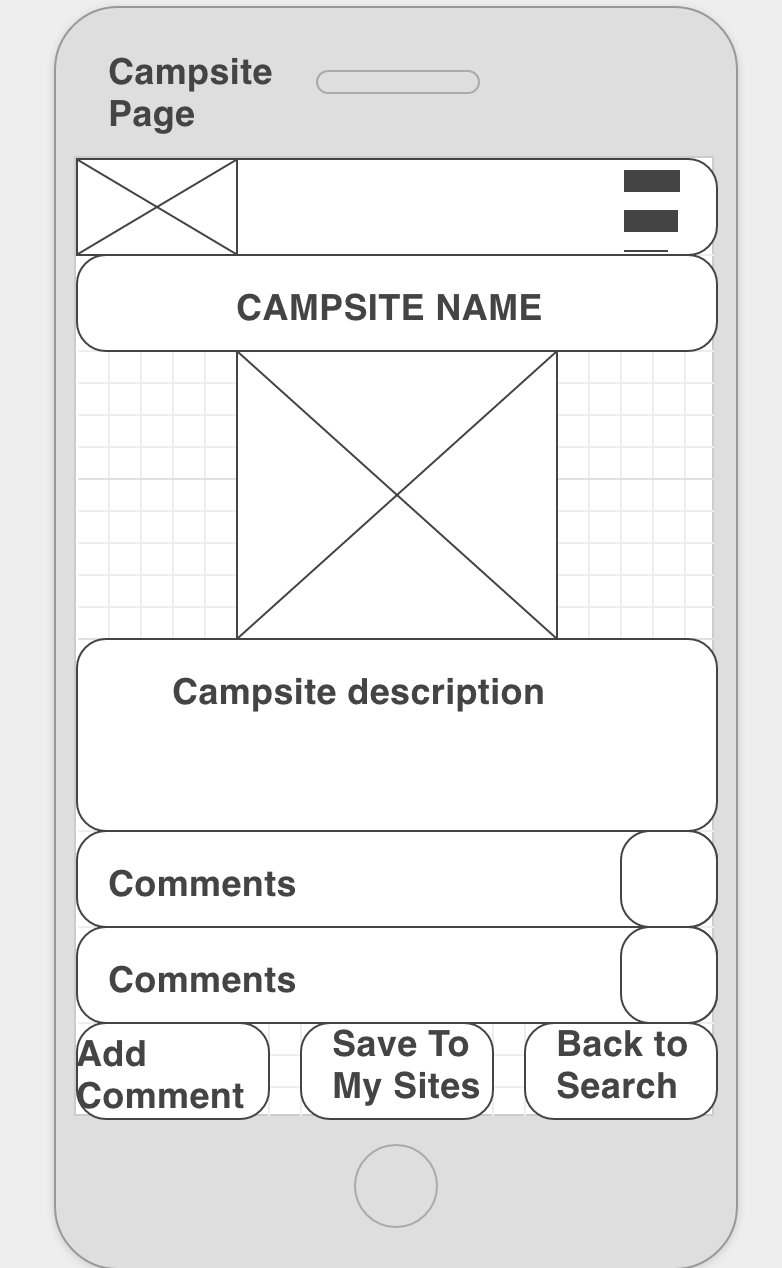 Campsite
Page
CAMPSITE NAME
Campsite description
Comments
Comments
Add
Comment
Save To
My Sites
Back to
Search